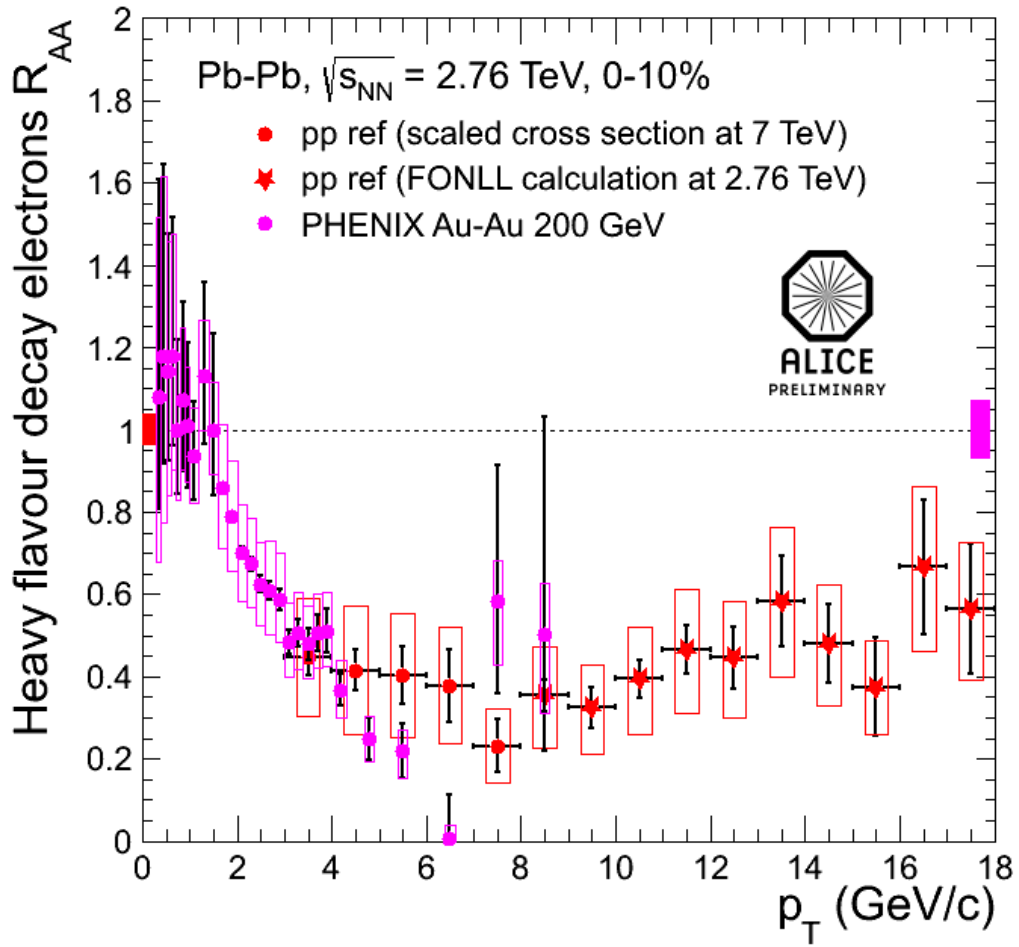 Heavy flavour decay electrons R_AA
2
1.8
1.6
1.4
1.2
1
0.8
0.6
0.4
0.2
0
Pb-Pb, √s_NN = 2.76 TeV, 0-10%
pp ref (scaled cross section at 7 TeV)
pp ref (FONLL calculation at 2.76 TeV)
PHENIX Au-Au 200 GeV
ALICE
PRELIMINARY
0 2 4 6 8 10 12 14 16 18
p_T (GeV/c)